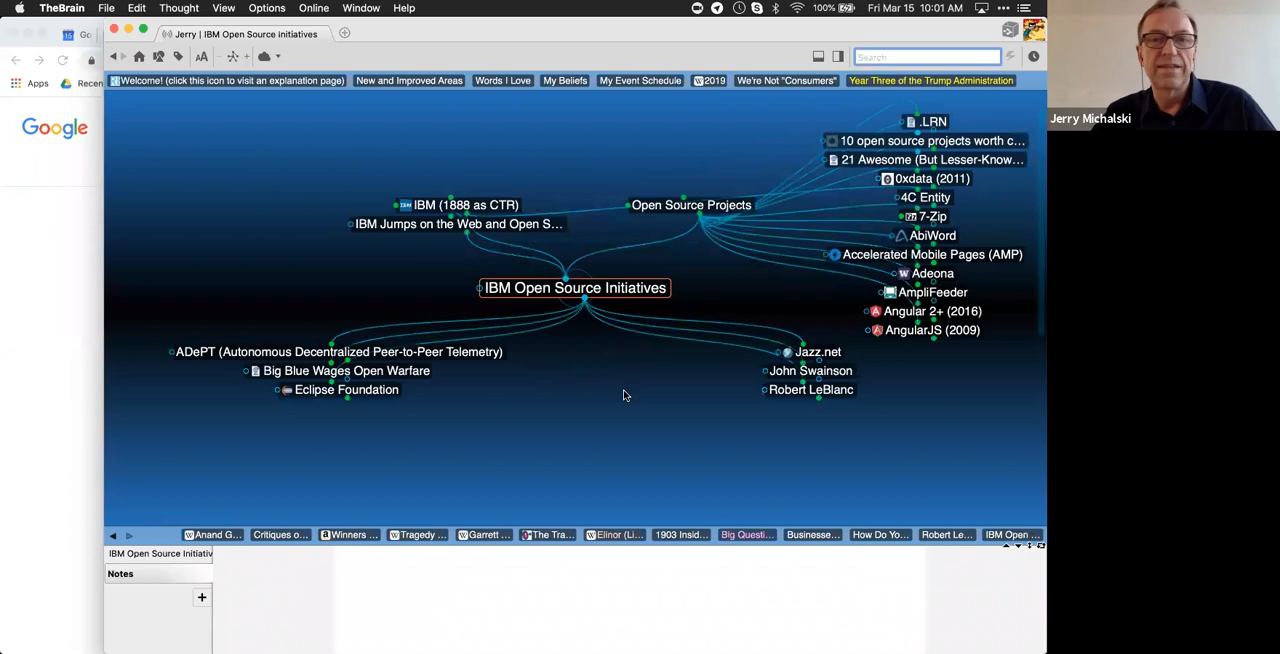 TheBrain File Edit Thought View Options Online Window Help 100% Fri Mar 15 10:01 AM
Jerry | IBM Open Source Initiatives
Apps Recen
Search
Welcome! (click this icon to visit an explanation page) New and Improved Areas Words I Love My Beliefs My Event Schedule 2019 We're Not "Consumers" Year Three of the Trump Administration
Google
Jerry Michalski
.LRN
10 open source projects worth c...
21 Awesome (But Lesser-Know...
0xdata (2011)
4C Entity
7-Zip
AbiWord
Accelerated Mobile Pages (AMP)
Adeona
AmpliFeeder
Angular 2+ (2016)
AngularJS (2009)
IBM (1888 as CTR)
IBM Jumps on the Web and Open S...
Open Source Projects
IBM Open Source Initiatives
ADePT (Autonomous Decentralized Peer-to-Peer Telemetry)
Big Blue Wages Open Warfare
Eclipse Foundation
Jazz.net
John Swainson
Robert LeBlanc
Anand G... Critiques o... Winners ... Tragedy ... Garrett ... The Tra... Elinor (Li... 1903 Insid... Big Questi... Businesse... How Do Yo... Robert Le... IBM Open ...
IBM Open Source Initiativ
Notes